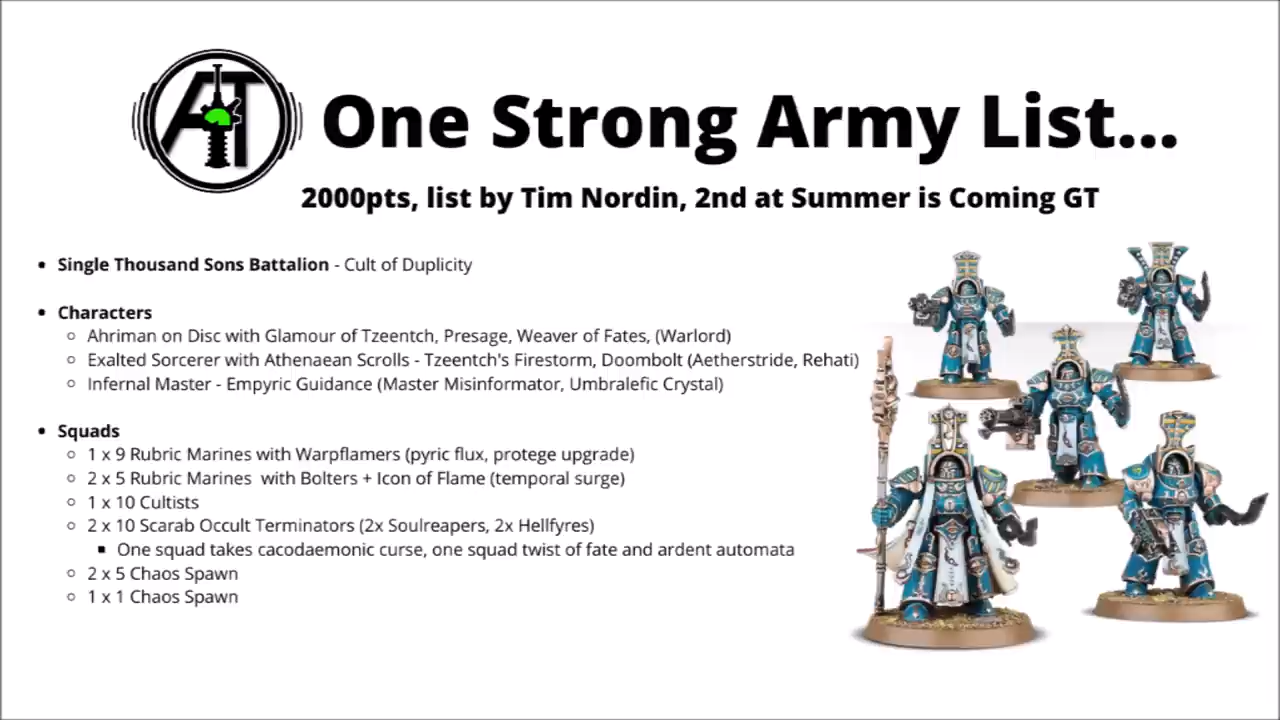 AT
One Strong Army List...
2000pts, list by Tim Nordin, 2nd at Summer is Coming GT
• Single Thousand Sons Battalion - Cult of Duplicity
• Characters
○ Ahriman on Disc with Glamour of Tzeentch, Presage, Weaver of Fates, (Warlord)
○ Exalted Sorcerer with Athenaean Scrolls - Tzeentch's Firestorm, Doombolt (Aetherstride, Rehati)
○ Infernal Master - Empyric Guidance (Master Misinformator, Umbralefic Crystal)
• Squads
○ 1 x 9 Rubric Marines with Warpflamers (pyric flux, protege upgrade)
○ 2 x 5 Rubric Marines with Bolters + Icon of Flame (temporal surge)
○ 1 x 10 Cultists
○ 2 x 10 Scarab Occult Terminators (2x Soulreapers, 2x Hellfyres)
▪ One squad takes cacodaemonic curse, one squad twist of fate and ardent automata
○ 2 x 5 Chaos Spawn
○ 1 x 1 Chaos Spawn